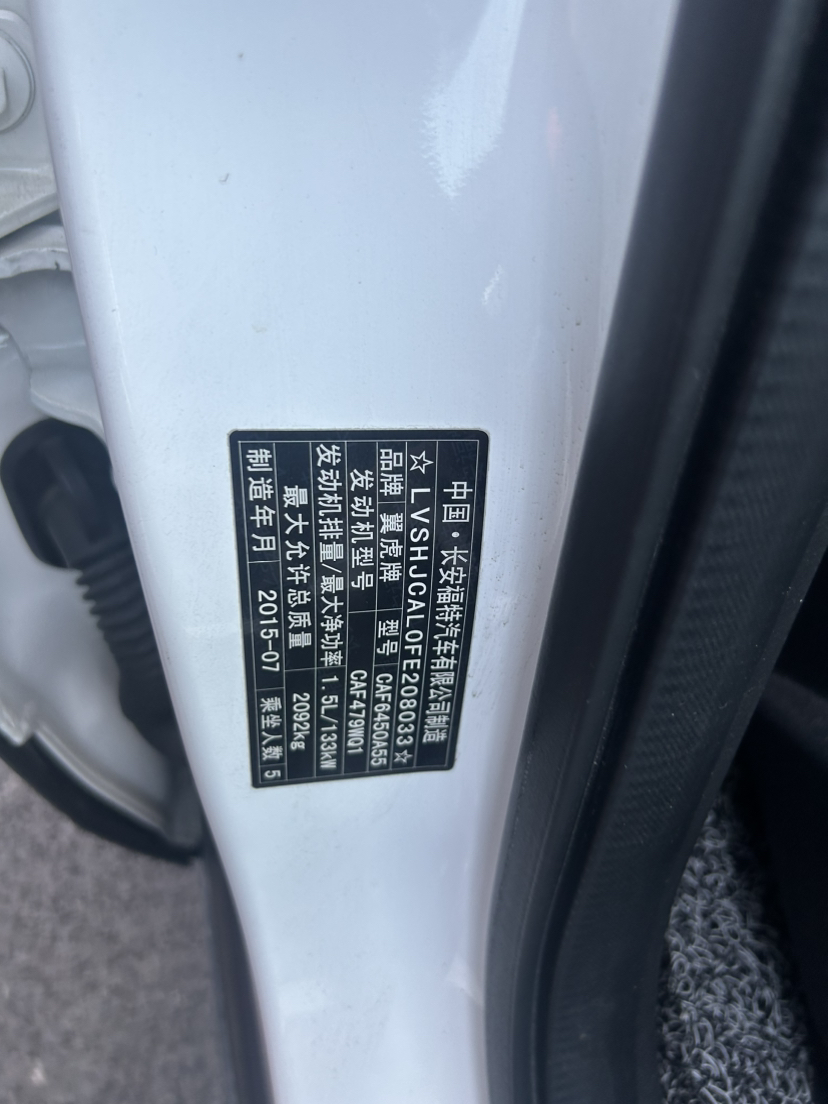 中国·长安福特汽车有限公司制造
☆LVSHJCAL0FE208033☆
品牌 翼虎牌 型号 CAF6450A55
发动机型号 CAF479WQ1
发动机排量/最大净功率 1.5L/133kW
最大允许总质量 2092kg
制造年月 2015-07 乘坐人数 5